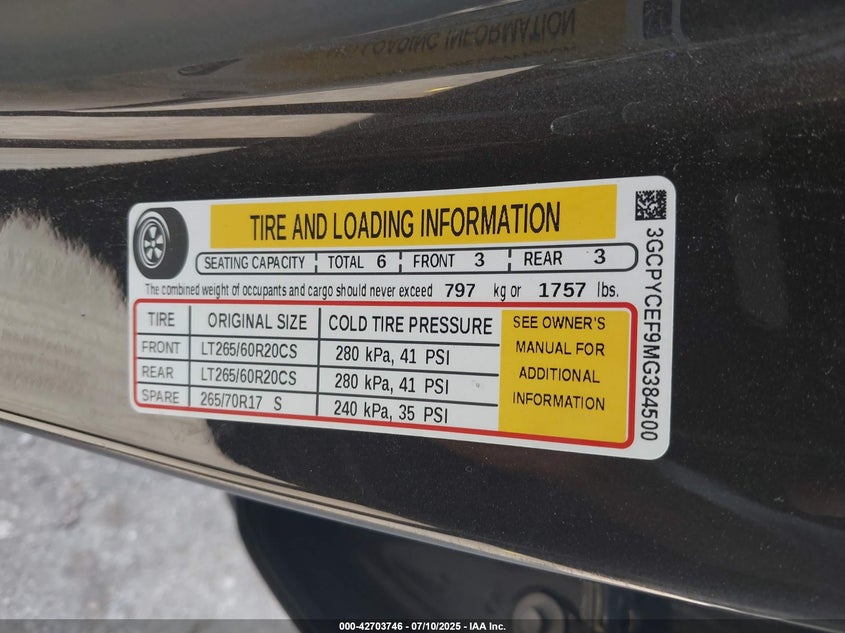 TIRE AND LOADING INFORMATION
SEATING CAPACITY TOTAL 6 FRONT 3 REAR 3
The combined weight of occupants and cargo should never exceed 797 kg or 1757 lbs.
TIRE ORIGINAL SIZE COLD TIRE PRESSURE
FRONT LT265/60R20CS 280 kPa, 41 PSI
REAR LT265/60R20CS 280 kPa, 41 PSI
SPARE 265/70R17 S 240 kPa, 35 PSI
SEE OWNER'S
MANUAL FOR
ADDITIONAL
INFORMATION
3GCPYCEF9MG384500
000-42703746 - 07/10/2025 - IAA Inc.